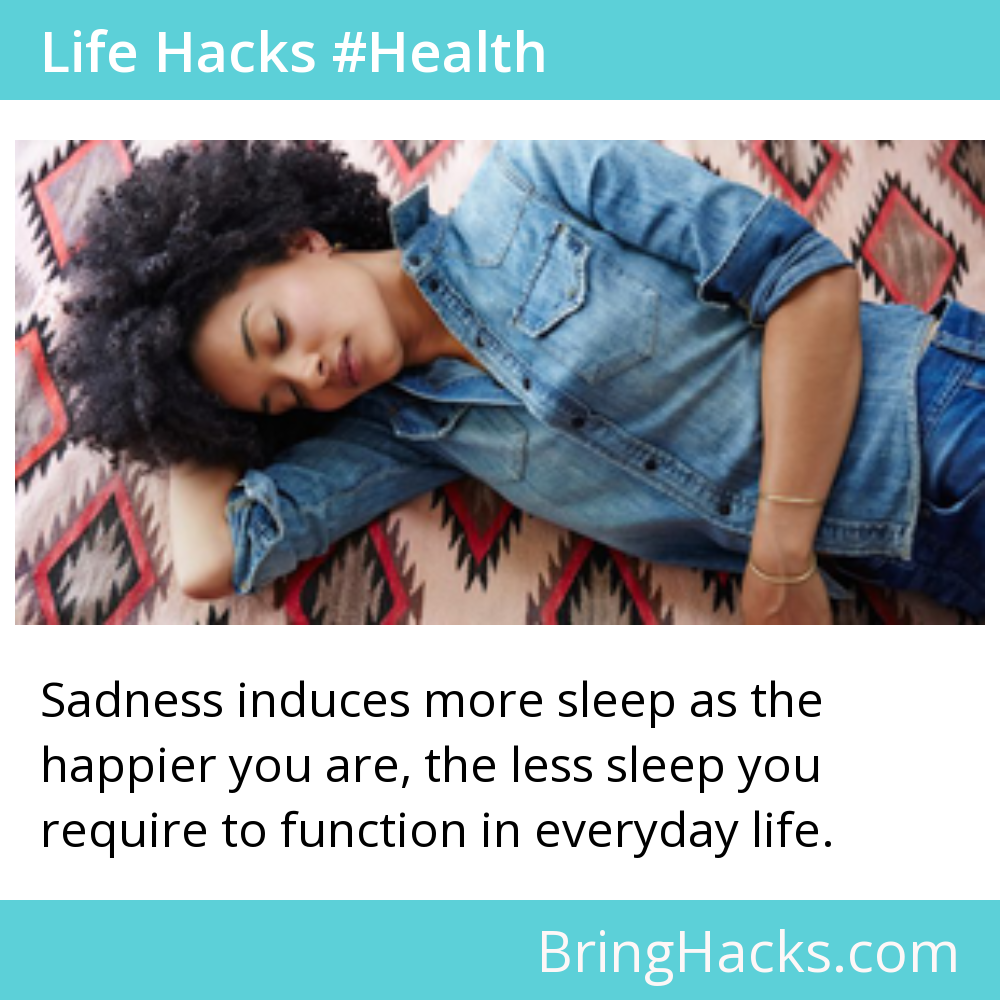 Life Hacks #Health
Sadness induces more sleep as the
happier you are, the less sleep you
require to function in everyday life.
BringHacks.com